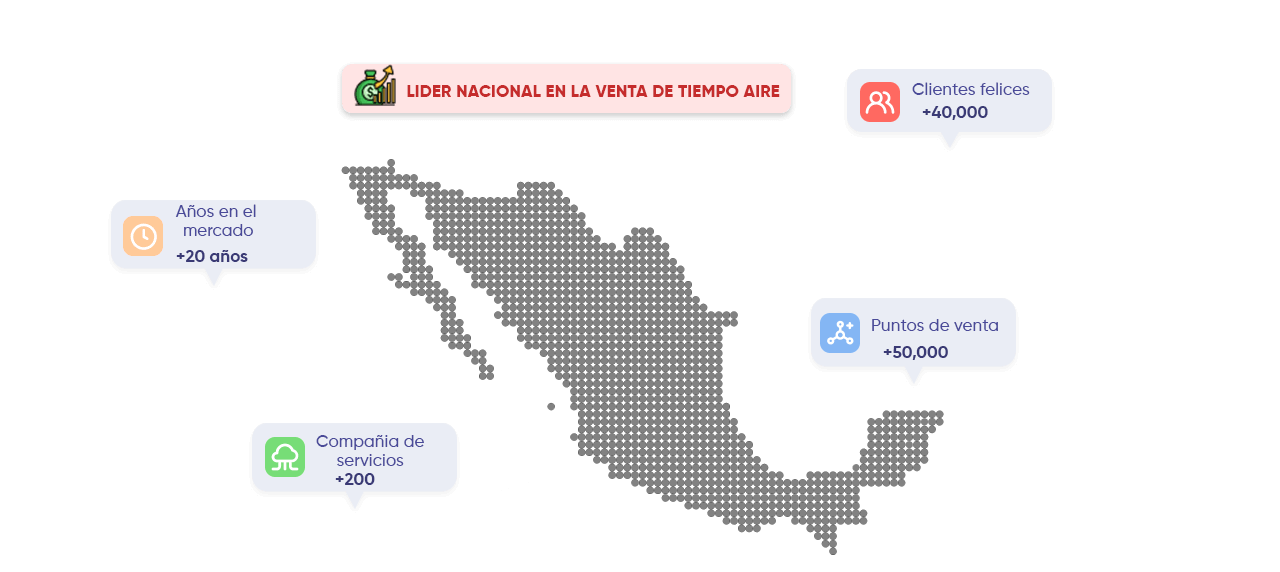 LIDER NACIONAL EN LA VENTA DE TIEMPO AIRE
Clientes felices
+40,000
Años en el
mercado
+20 años
Puntos de venta
+50,000
Compañia de
servicios
+200